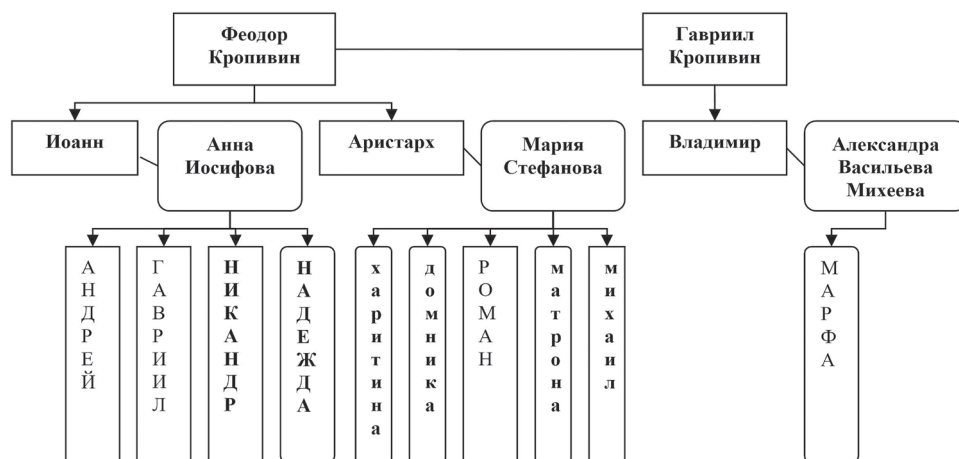 Феодор
Кропивин
Гавриил
Кропивин
Иоанн
Анна
Иосифова
Аристарх
Мария
Стефанова
Владимир
Александра
Васильева
Михеева
АНДРЕЙ
ГАВРИИЛ
НИКАНДР
НАДЕЖДА
харитина
домника
РОМАН
матрона
михаил
МАРФА